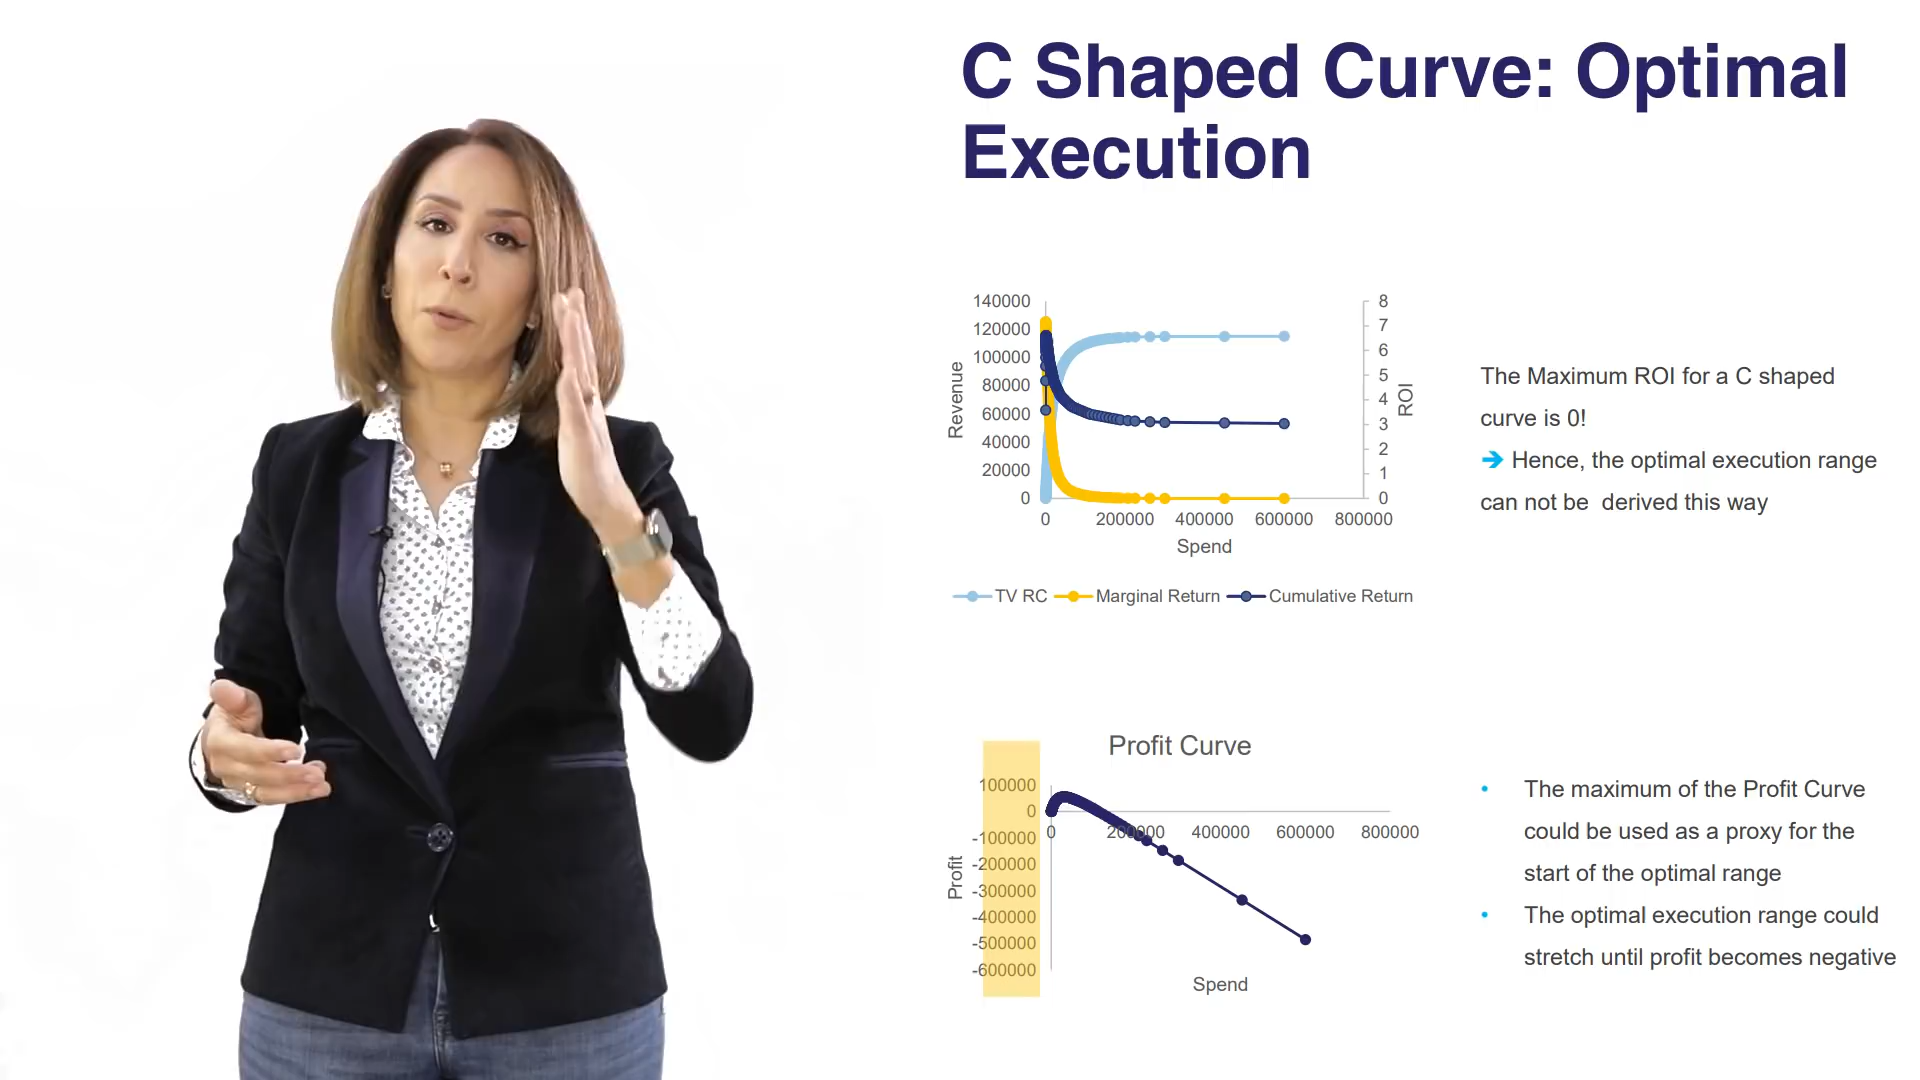 C Shaped Curve: Optimal
Execution
140000
120000
100000
80000
60000
40000
20000
0
Revenue
8
7
6
5
4
3
2
1
0
ROI
0 200000 400000 600000 800000
Spend
TV RC Marginal Return Cumulative Return
The Maximum ROI for a C shaped
curve is 0!
➔ Hence, the optimal execution range
can not be derived this way
Profit Curve
100000
0
-100000
-200000
-300000
-400000
-500000
-600000
Profit
0 200000 400000 600000 800000
Spend
• The maximum of the Profit Curve
could be used as a proxy for the
start of the optimal range
• The optimal execution range could
stretch until profit becomes negative